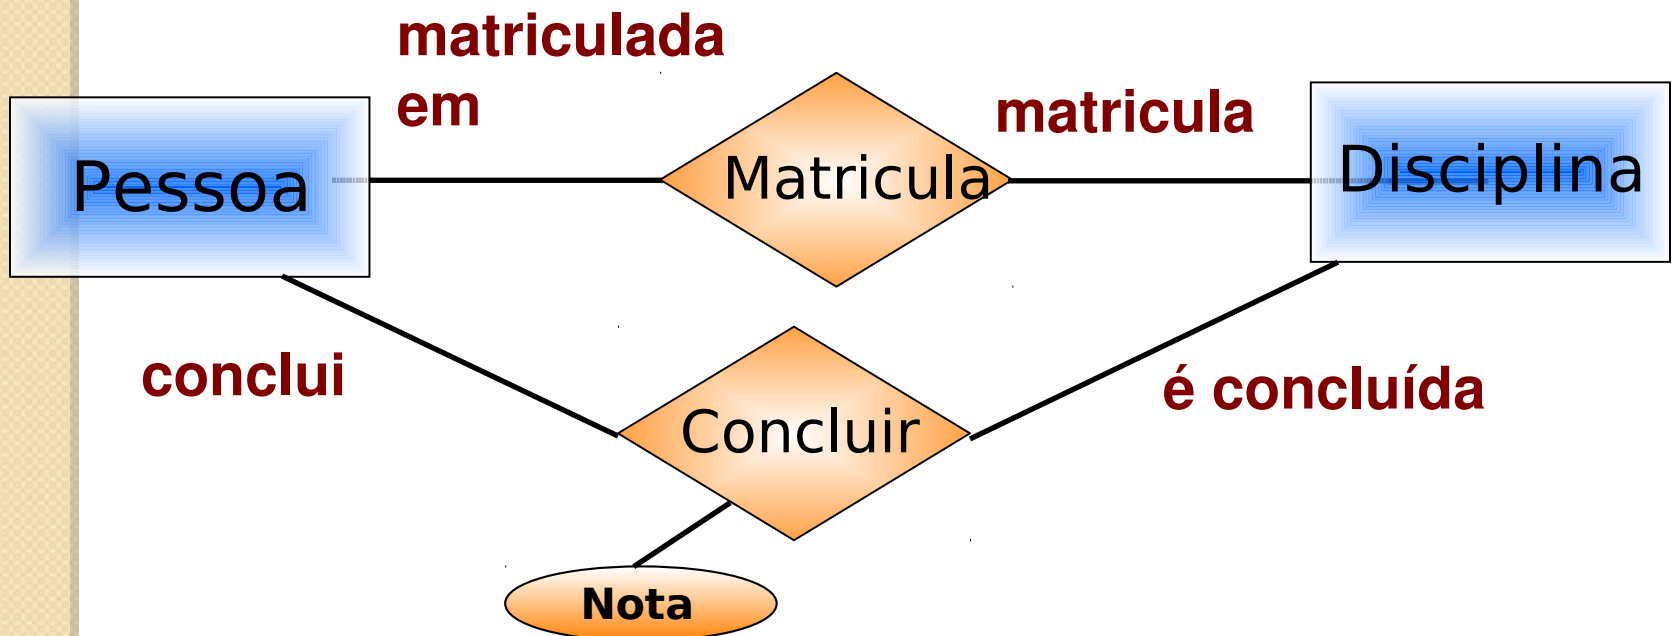 matriculada
em
matricula
Pessoa
Matricula
Disciplina
conclui
é concluída
Concluir
Nota